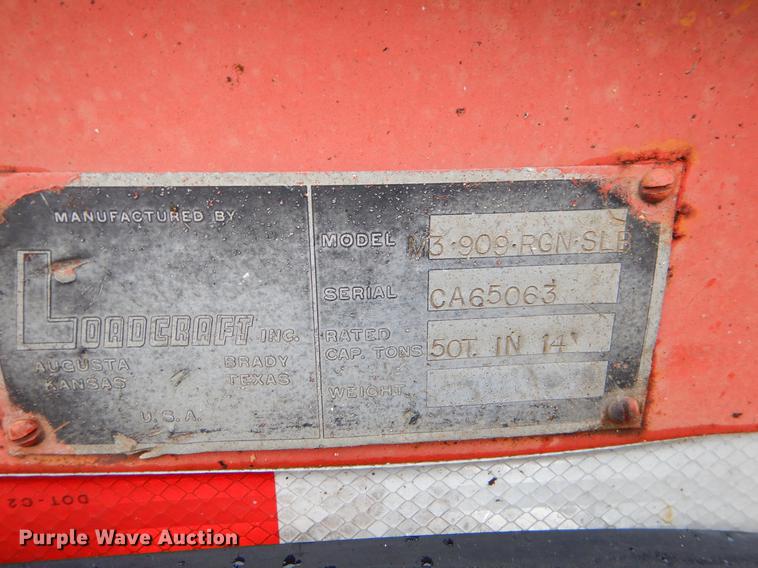 MANUFACTURED BY
LOADCRAFT INC.
AUGUSTA BRADY
KANSAS TEXAS
U.S.A.
MODEL M3·909·RGN·SLB
SERIAL CA65063
RATED
CAP. TONS 50T. IN 14'
WEIGHT
DOT-C2
Purple Wave Auction